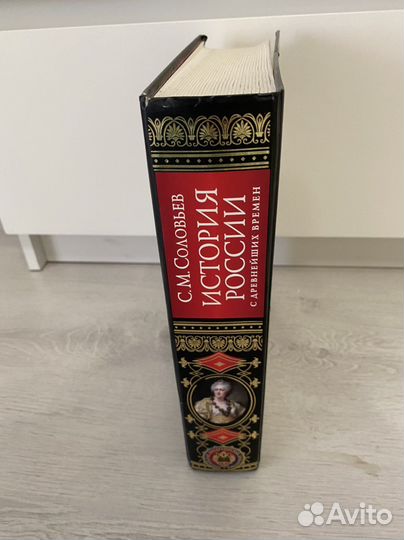 С.М. Соловьев
ИСТОРИЯ
РОССИИ
С ДРЕВНЕЙШИХ ВРЕМЕН
Avito